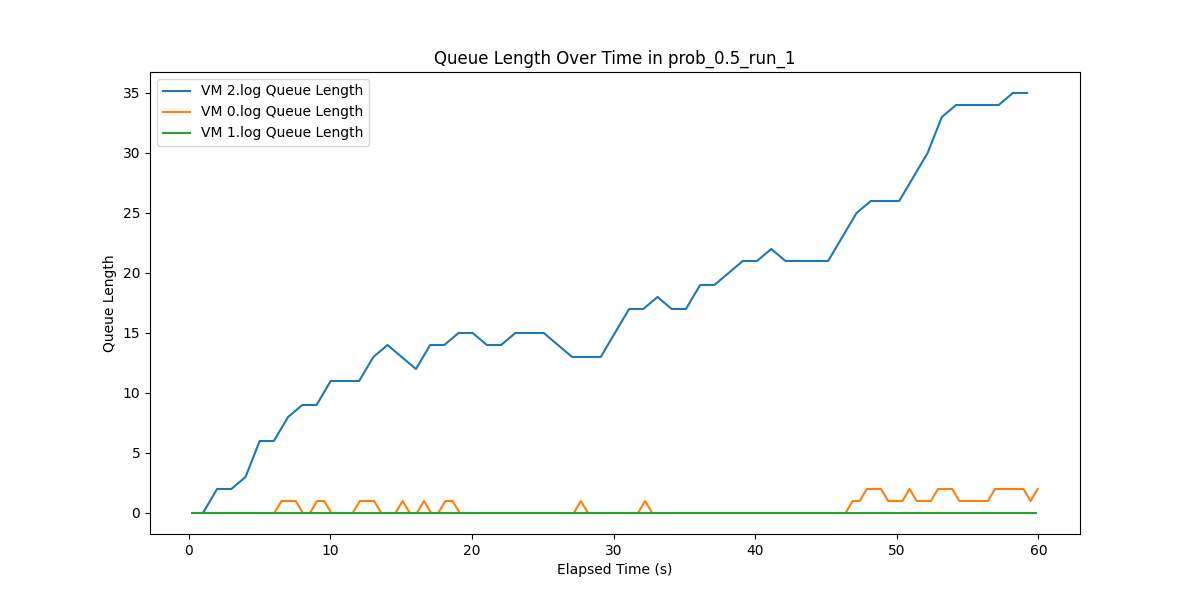 Queue Length Over Time in prob_0.5_run_1
VM 2.log Queue Length
VM 0.log Queue Length
VM 1.log Queue Length
Queue Length
35
30
25
20
15
10
5
0
0 10 20 30 40 50 60
Elapsed Time (s)